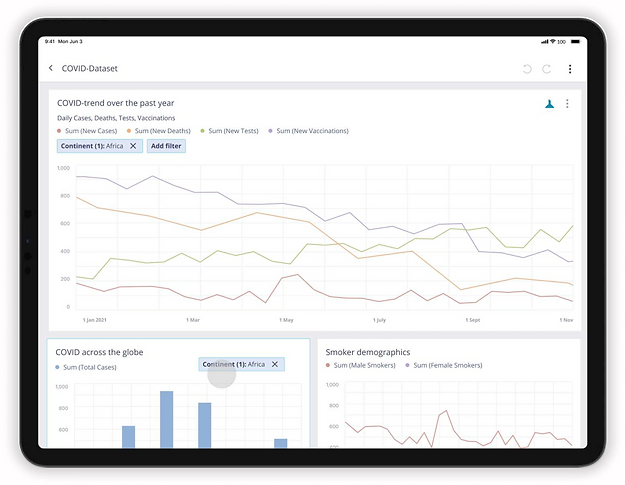 9:41 Mon Jun 3
100
COVID-Dataset
COVID-trend over the past year
Daily Cases, Deaths, Tests, Vaccinations
Sum (New Cases) Sum (New Deaths) Sum (New Tests) Sum (New Vaccinations)
Continent (1): Africa Add filter
1,000
800
600
400
200
0
1 Jan 2021 1 Mar 1 May 1 July 1 Sept 1 Nov
COVID across the globe
Sum (Total Cases)
Continent (1): Africa
1,000
800
600
Smoker demographics
Sum (Male Smokers) Sum (Female Smokers)
1,000
800
600
400